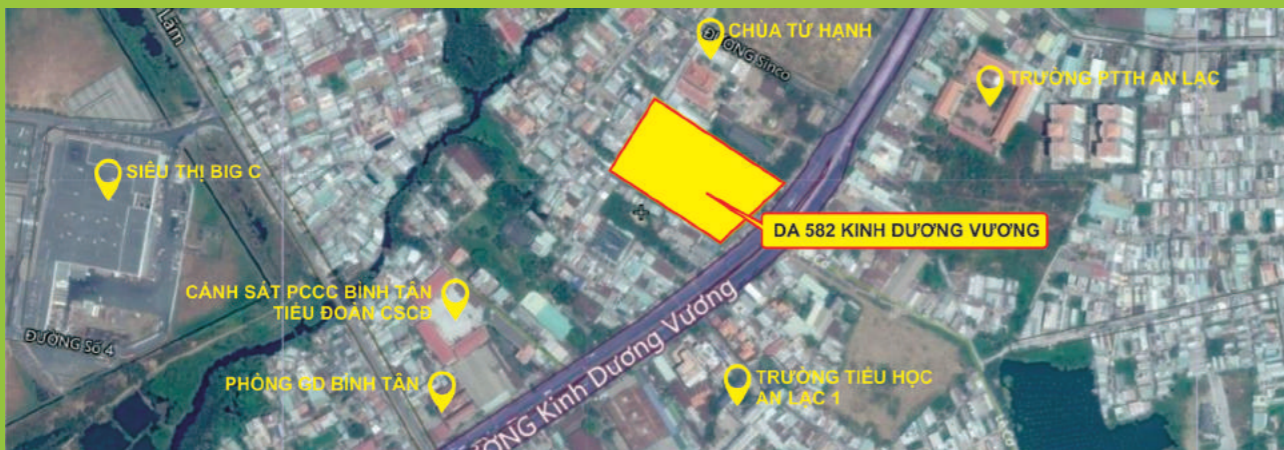 Lâm
CHÙA TỪ HẠNH
ĐƯỜNG Sinco
TRƯỜNG PTTH AN LẠC
SIÊU THỊ BIG C
DA 582 KINH DƯƠNG VƯƠNG
CẢNH SÁT PCCC BÌNH TÂN
TIỂU ĐOÀN CSCĐ
ĐƯỜNG Số 4
ĐƯỜNG Kinh Dương Vương
PHÒNG GD BÌNH TÂN
TRƯỜNG TIỂU HỌC
AN LẠC 1